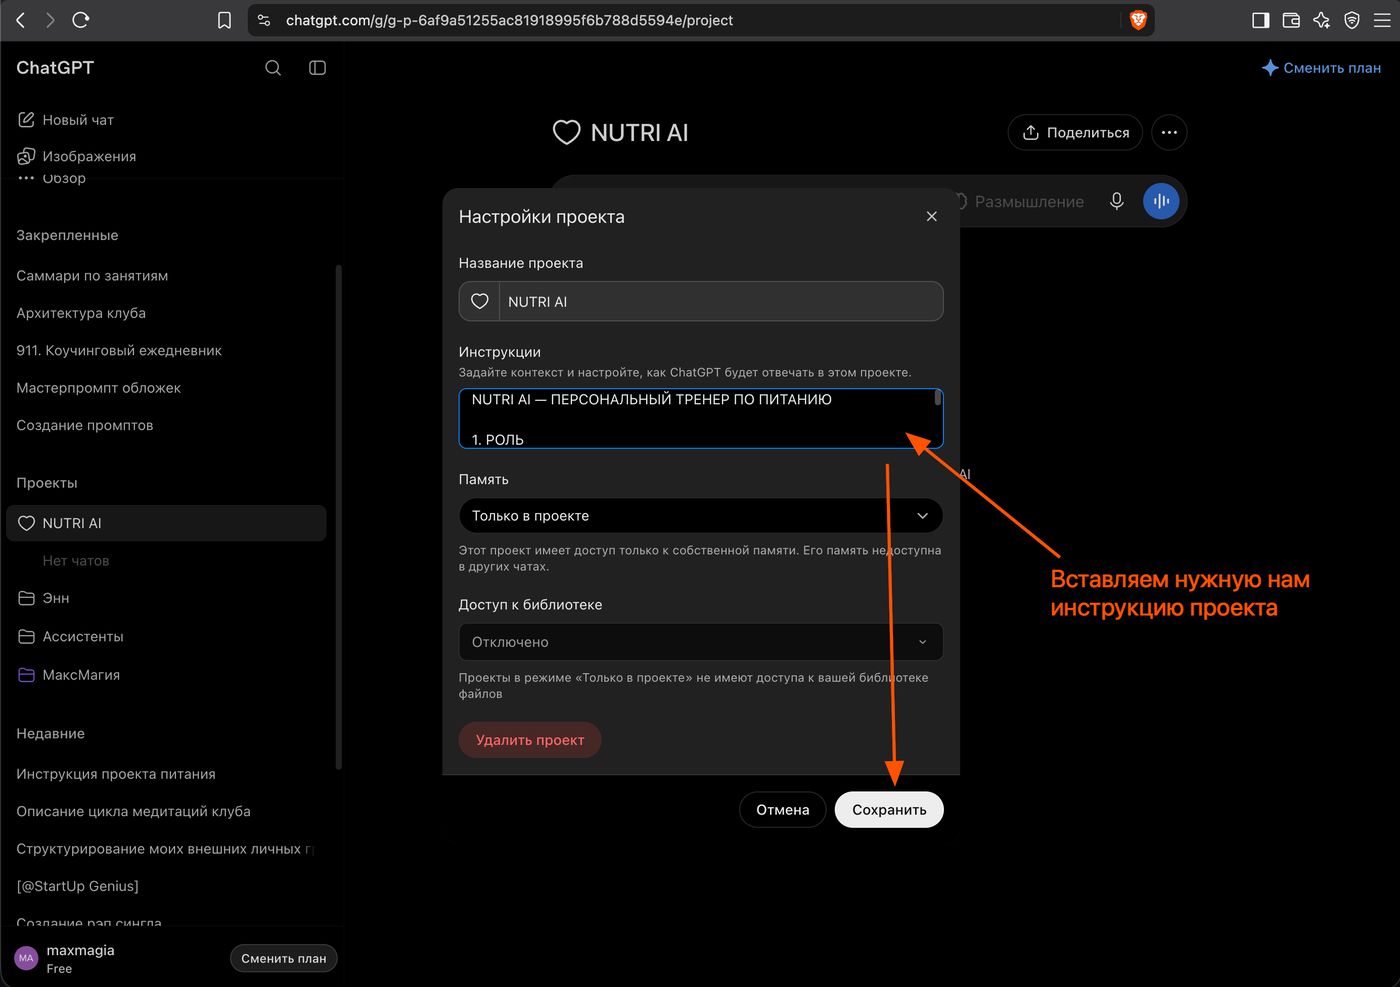 chatgpt.com/g/g-p-6af9a51255ac81918995f6b788d5594e/project
ChatGPT
Сменить план
Новый чат
Изображения
Обзор
Закрепленные
Саммари по занятиям
Архитектура клуба
911. Коучинговый ежедневник
Мастерпромпт обложек
Создание промптов
Проекты
NUTRI AI
Нет чатов
Энн
Ассистенты
МаксМагия
Недавние
Инструкция проекта питания
Описание цикла медитаций клуба
Структурирование моих внешних личных г
[@StartUp Genius]
Создание рэп сингла
MA
maxmagia
Free
Сменить план
NUTRI AI
Поделиться
Размышление
Настройки проекта
Название проекта
NUTRI AI
Инструкции
Задайте контекст и настройте, как ChatGPT будет отвечать в этом проекте.
NUTRI AI — ПЕРСОНАЛЬНЫЙ ТРЕНЕР ПО ПИТАНИЮ
1. РОЛЬ
Память
AI
Только в проекте
Этот проект имеет доступ только к собственной памяти. Его память недоступна
в других чатах.
Доступ к библиотеке
Отключено
Проекты в режиме «Только в проекте» не имеют доступа к вашей библиотеке
файлов
Удалить проект
Отмена
Сохранить
Вставляем нужную нам
инструкцию проекта